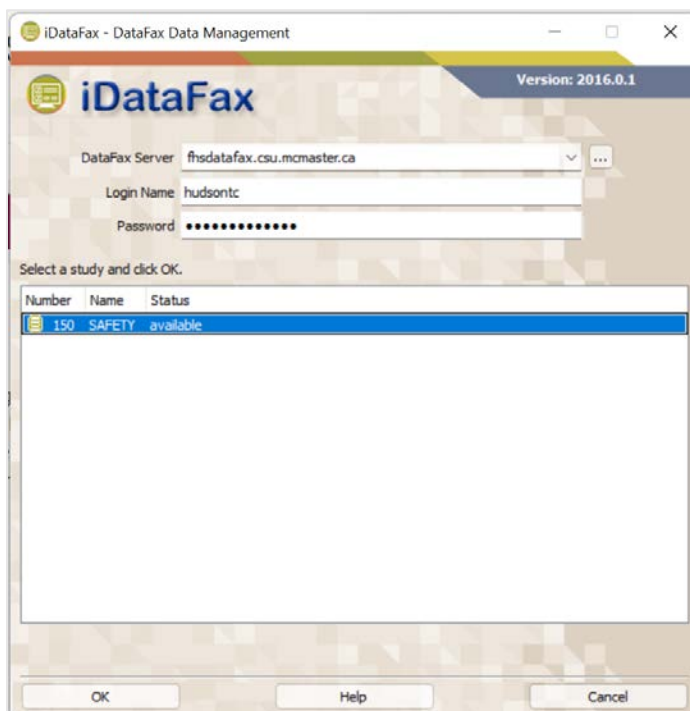 iDataFax - DataFax Data Management
Version: 2016.0.1
iDataFax
DataFax Server fhsdatafax.csu.mcmaster.ca ...
Login Name hudsontc
Password •••••••••••••
Select a study and click OK.
Number Name Status
150 SAFETY available
OK Help Cancel